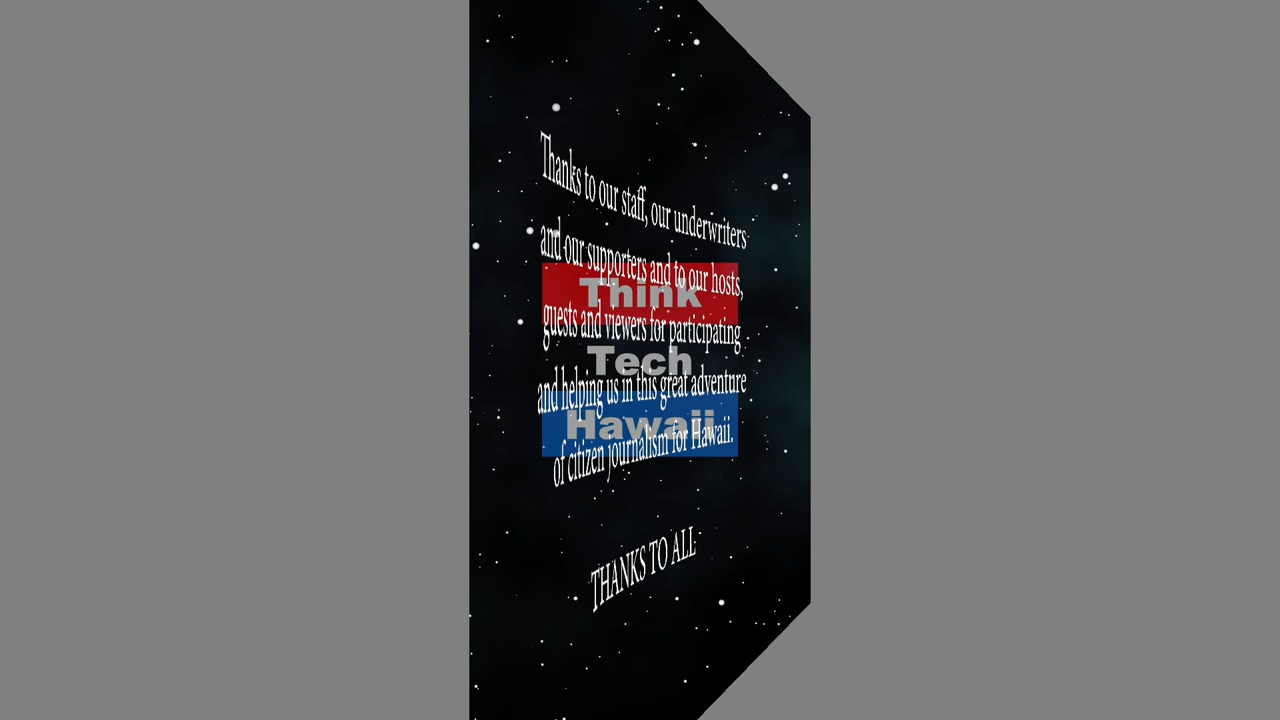 Thanks to our staff, our underwriters
and our supporters and to our hosts,
Think
guests and viewers for participating
Tech
and helping us in this great adventure
Hawaii
of citizen journalism for Hawaii.
THANKS TO ALL